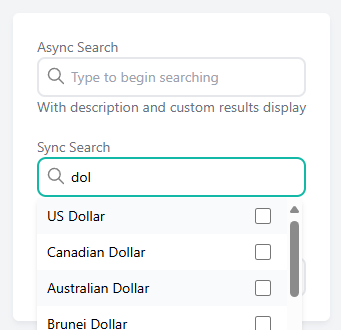 Async Search
Type to begin searching
With description and custom results display
Sync Search
dol
US Dollar
Canadian Dollar
Australian Dollar
Brunei Dollar